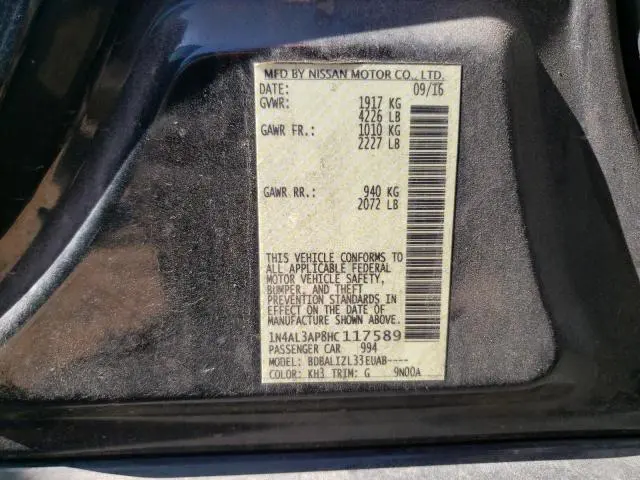 MFD BY NISSAN MOTOR CO., LTD.
DATE: 09/16
GVWR: 1917 KG
4226 LB
GAWR FR.: 1010 KG
2227 LB
GAWR RR.: 940 KG
2072 LB
THIS VEHICLE CONFORMS TO
ALL APPLICABLE FEDERAL
MOTOR VEHICLE SAFETY,
BUMPER, AND THEFT
PREVENTION STANDARDS IN
EFFECT ON THE DATE OF
MANUFACTURE SHOWN ABOVE.
1N4AL3AP8HC117589
PASSENGER CAR 994
MODEL: BDBALIZL33EUAB----
COLOR: KH3 TRIM: G 9N00A